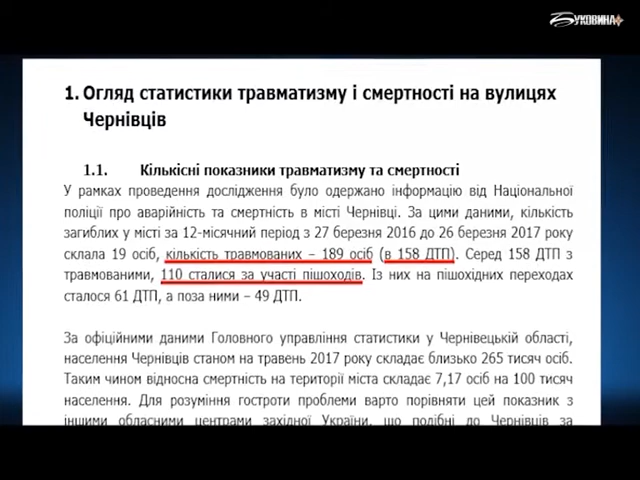 БУКОВИНА+
1. Огляд статистики травматизму і смертності на вулицях
Чернівців
1.1. Кількісні показники травматизму та смертності
У рамках проведення дослідження було одержано інформацію від Національної
поліції про аварійність та смертність в місті Чернівці. За цими даними, кількість
загиблих у місті за 12-місячний період з 27 березня 2016 до 26 березня 2017 року
склала 19 осіб, кількість травмованих – 189 осіб (в 158 ДТП). Серед 158 ДТП з
травмованими, 110 сталися за участі пішоходів. Із них на пішохідних переходах
сталося 61 ДТП, а поза ними – 49 ДТП.
За офіційними даними Головного управління статистики у Чернівецькій області,
населення Чернівців станом на травень 2017 року складає близько 265 тисяч осіб.
Таким чином відносна смертність на території міста складає 7,17 осіб на 100 тисяч
населення. Для розуміння гостроти проблеми варто порівняти цей показник з
іншими обласними центрами західної України, що подібні до Чернівців за